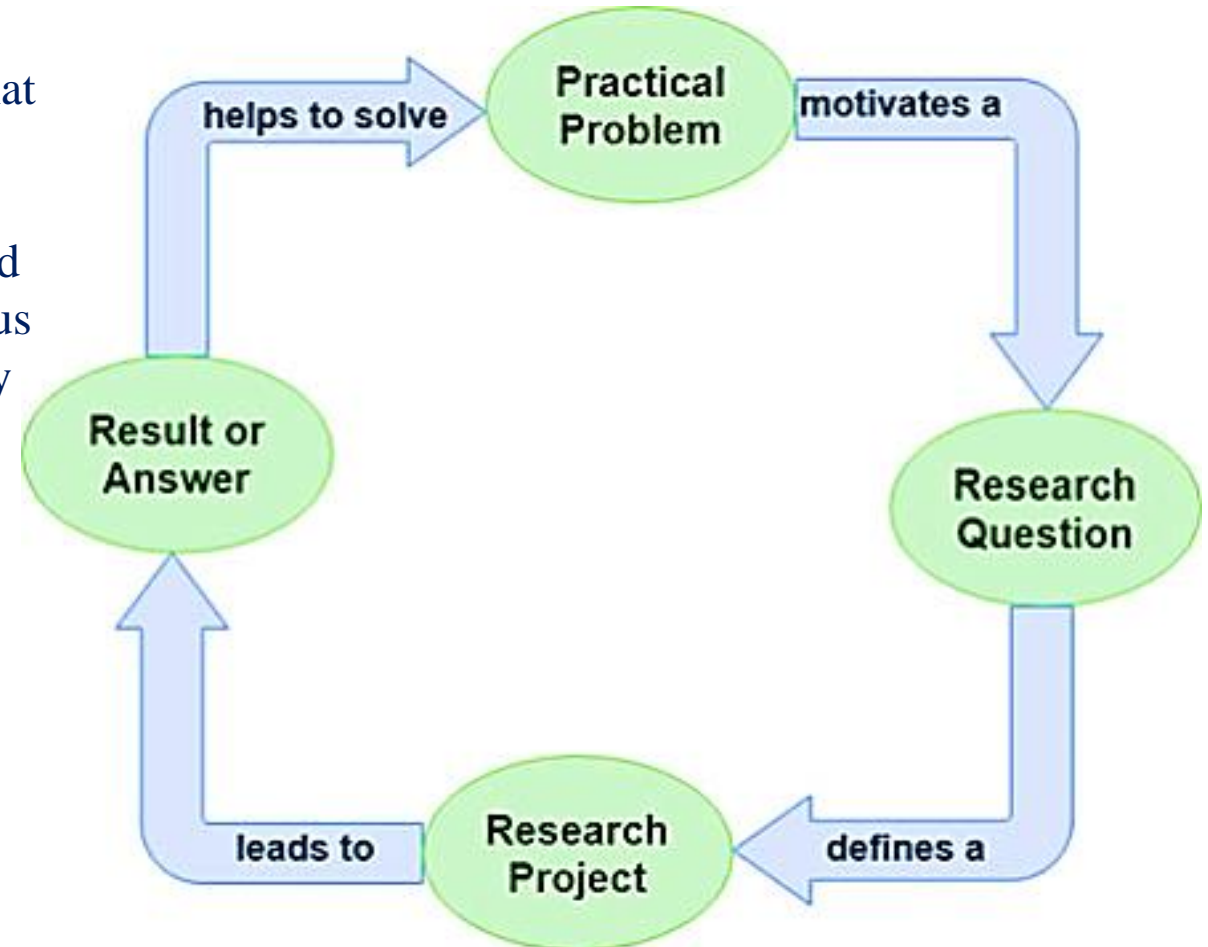 helps to solve
Practical
Problem
motivates a
Research
Question
defines a
Research
Project
leads to
Result or
Answer